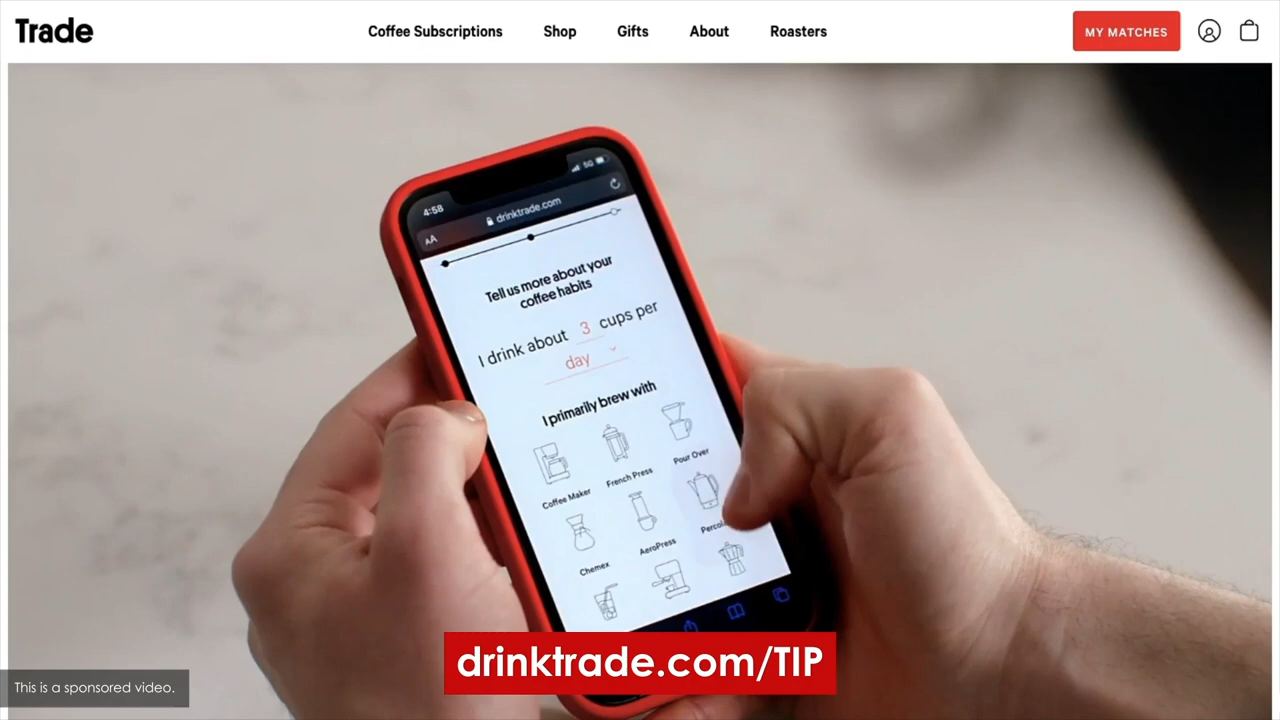 Trade
Coffee Subscriptions
Shop
Gifts
About
Roasters
MY MATCHES
4:58
5G
AA
drinktrade.com
Tell us more about your
coffee habits
I drink about 3 cups per
day
I primarily brew with
Coffee Maker
French Press
Pour Over
Chemex
AeroPress
drinktrade.com/TIP
This is a sponsored video.